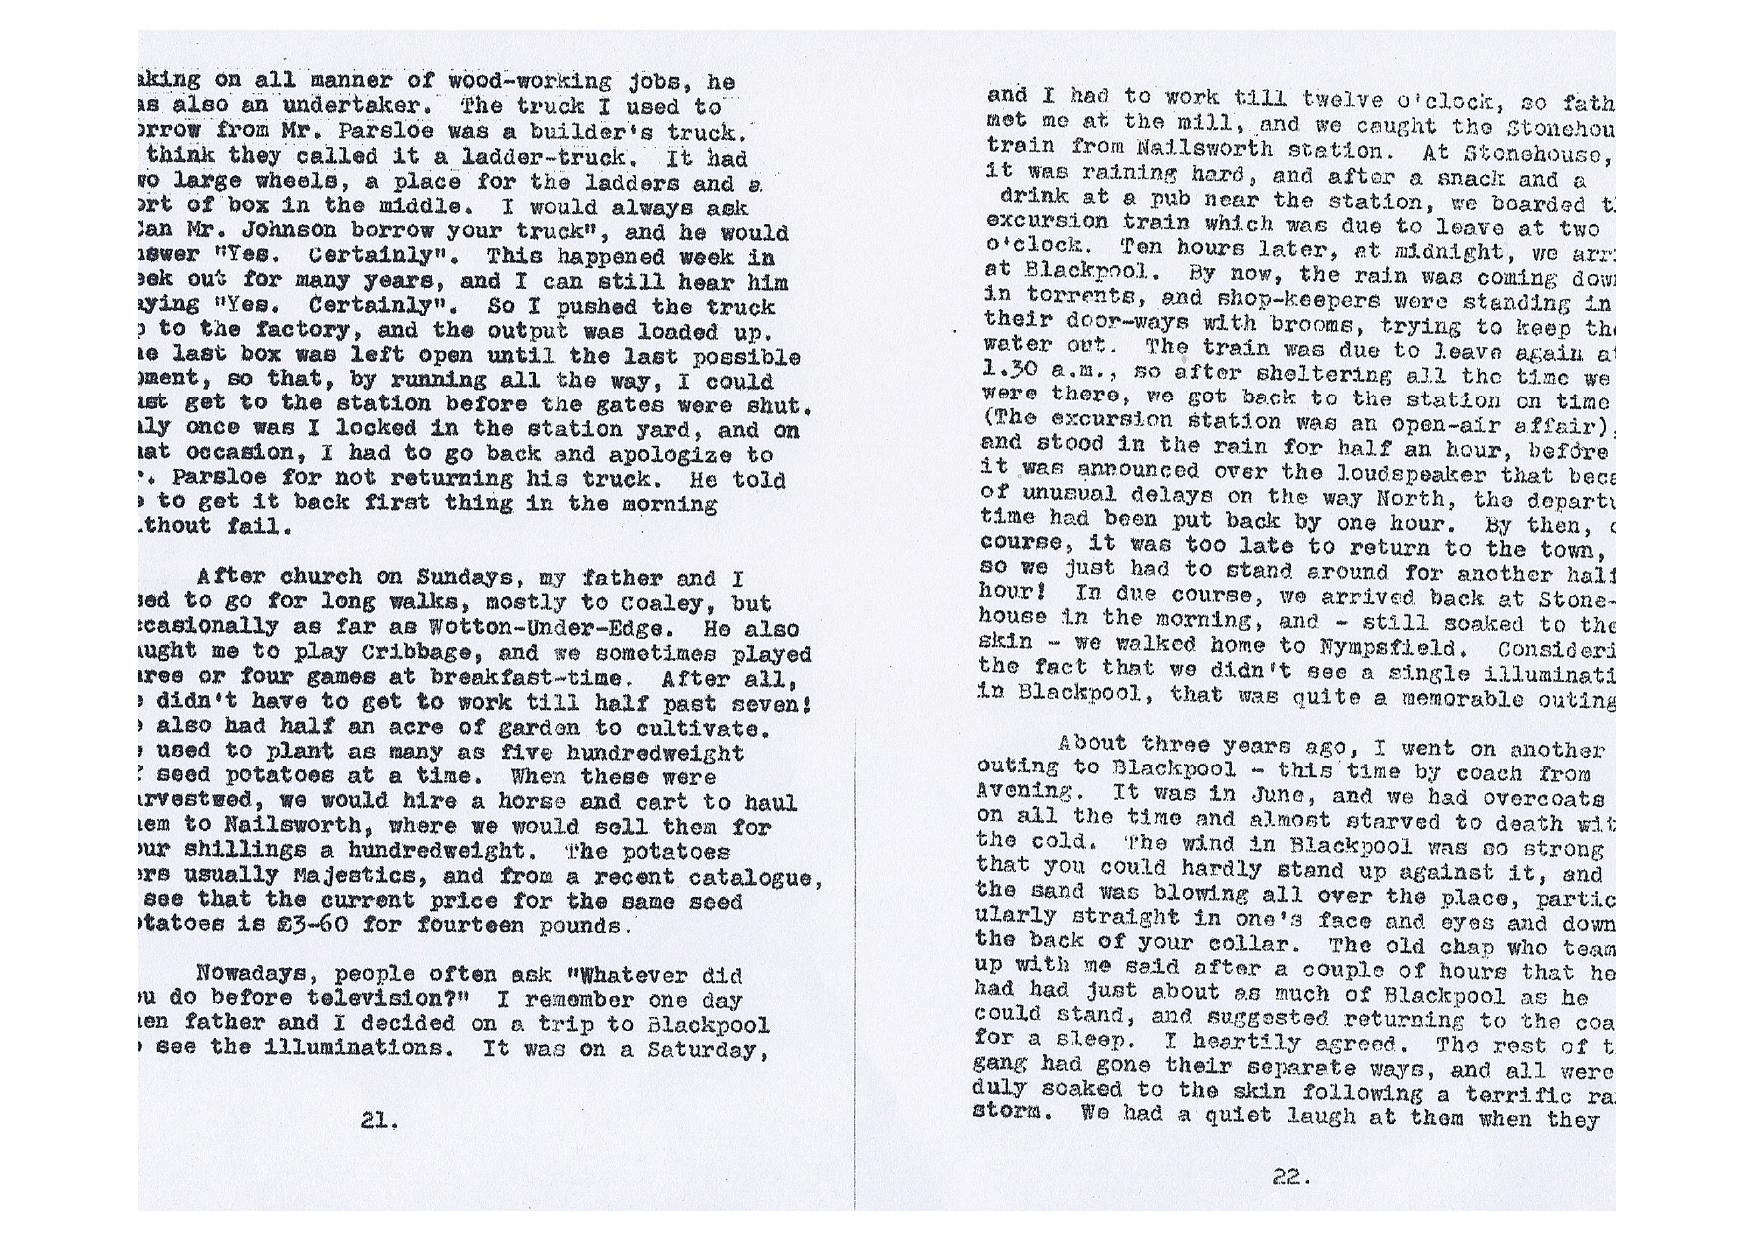 aking on all manner of wood-working jobs, he
as also an undertaker. The truck I used to
orrow from Mr. Parsloe was a builder's truck.
think they called it a ladder-truck. It had
wo large wheels, a place for the ladders and a
ort of box in the middle. I would always ask
Can Mr. Johnson borrow your truck", and he would
nswer "Yes. Certainly". This happened week in
eek out for many years, and I can still hear him
aying "Yes. Certainly". So I pushed the truck
p to the factory, and the output was loaded up.
he last box was left open until the last possible
oment, so that, by running all the way, I could
ust get to the station before the gates were shut.
nly once was I locked in the station yard, and on
hat occasion, I had to go back and apologize to
r. Parsloe for not returning his truck. He told
e to get it back first thing in the morning
ithout fail.
After church on Sundays, my father and I
sed to go for long walks, mostly to Coaley, but
ccasionally as far as Wotton-Under-Edge. He also
aught me to play Cribbage, and we sometimes played
hree or four games at breakfast-time. After all,
e didn't have to get to work till half past seven!
e also had half an acre of garden to cultivate.
e used to plant as many as five hundredweight
f seed potatoes at a time. When these were
arvestwed, we would hire a horse and cart to haul
hem to Nailsworth, where we would sell them for
our shillings a hundredweight. The potatoes
ers usually Majestics, and from a recent catalogue,
see that the current price for the same seed
otatoes is £3-60 for fourteen pounds.
Nowadays, people often ask "Whatever did
ou do before television?" I remember one day
hen father and I decided on a trip to Blackpool
o see the illuminations. It was on a Saturday,
21.
and I had to work till twelve o'clock, so fath
met me at the mill, and we caught the Stonehou
train from Nailsworth station. At Stonehouse,
it was raining hard, and after a snack and a
drink at a pub near the station, we boarded t
excursion train which was due to leave at two
o'clock. Ten hours later, at midnight, we arri
at Blackpool. By now, the rain was coming down
in torrents, and shop-keepers were standing in
their door-ways with brooms, trying to keep the
water out. The train was due to leave again at
1.30 a.m., so after sheltering all the time we
were there, we got back to the station on time
(The excursion station was an open-air affair),
and stood in the rain for half an hour, before
it was announced over the loudspeaker that beca
of unusual delays on the way North, the departu
time had been put back by one hour. By then, o
course, it was too late to return to the town,
so we just had to stand around for another half
hour! In due course, we arrived back at Stone-
house in the morning, and - still soaked to the
skin - we walked home to Nympsfield. Consideri
the fact that we didn't see a single illuminati
in Blackpool, that was quite a memorable outing
About three years ago, I went on another
outing to Blackpool - this time by coach from
Avening. It was in June, and we had overcoats
on all the time and almost starved to death wit
the cold. The wind in Blackpool was so strong
that you could hardly stand up against it, and
the sand was blowing all over the place, partic
ularly straight in one's face and eyes and down
the back of your collar. The old chap who team
up with me said after a couple of hours that he
had had just about as much of Blackpool as he
could stand, and suggested returning to the coa
for a sleep. I heartily agreed. The rest of t
gang had gone their separate ways, and all were
duly soaked to the skin following a terrific ra
storm. We had a quiet laugh at them when they
22.